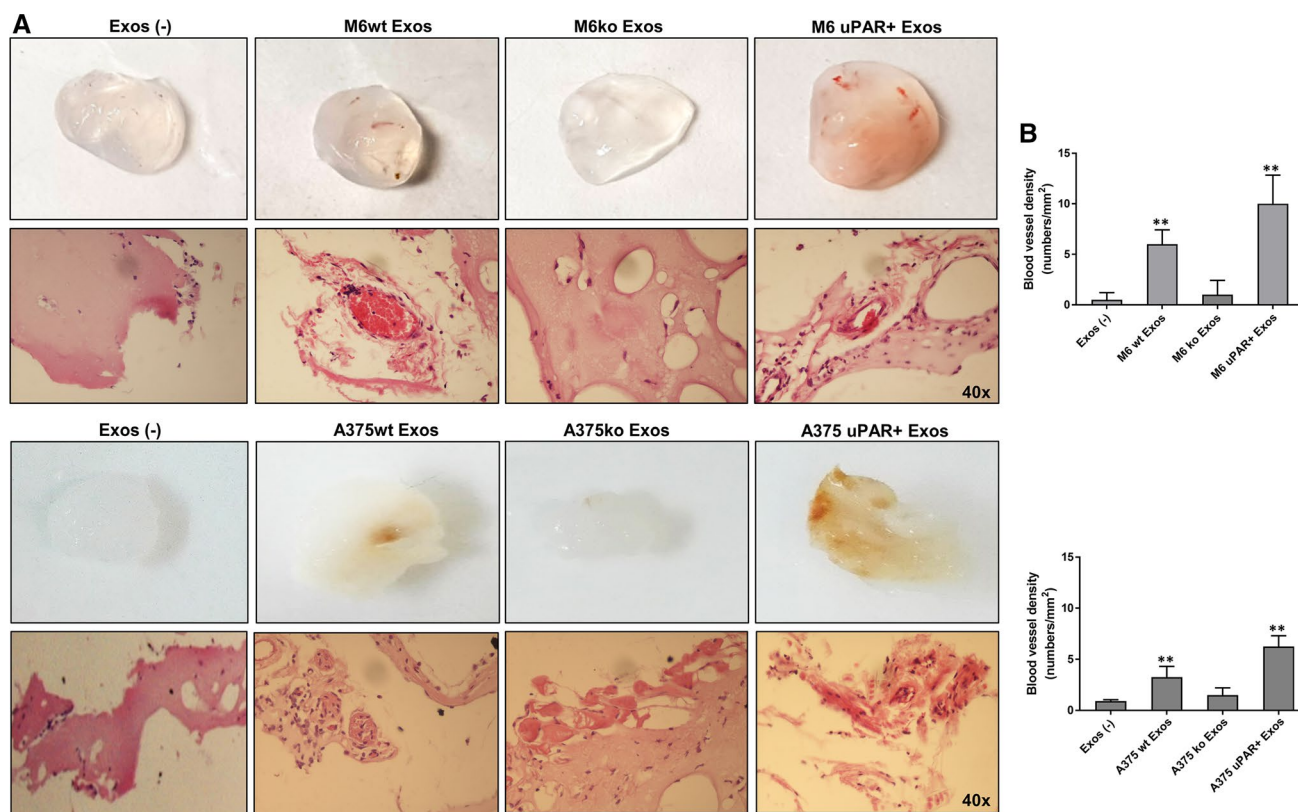 A
Exos (-) M6wt Exos M6ko Exos M6 uPAR+ Exos
40x
Exos (-) A375wt Exos A375ko Exos A375 uPAR+ Exos
40x
B
Blood vessel density
(numbers/mm²)
15
10
5
0
**
**
Exos (-)
M6 wt Exos
M6 ko Exos
M6 uPAR+ Exos
Blood vessel density
(numbers/mm²)
15
10
5
0
**
**
Exos (-)
A375 wt Exos
A375 ko Exos
A375 uPAR+ Exos